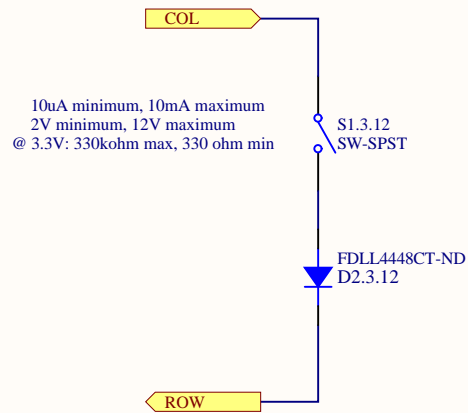 COL
10uA minimum, 10mA maximum
2V minimum, 12V maximum
@ 3.3V: 330kohm max, 330 ohm min
S1.3.12
SW-SPST
FDLL4448CT-ND
D2.3.12
ROW